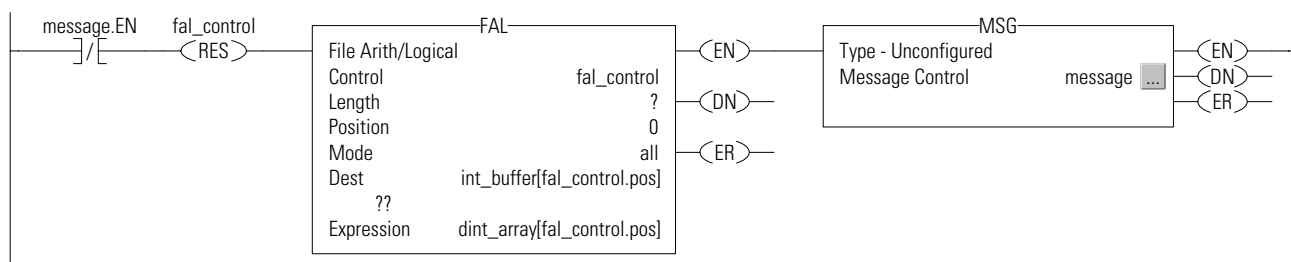 message.EN fal_control
RES
FAL
File Arith/Logical
Control fal_control
Length ?
Position 0
Mode all
Dest int_buffer[fal_control.pos]
??
Expression dint_array[fal_control.pos]
EN
DN
ER
MSG
Type - Unconfigured
Message Control message ...
EN
DN
ER